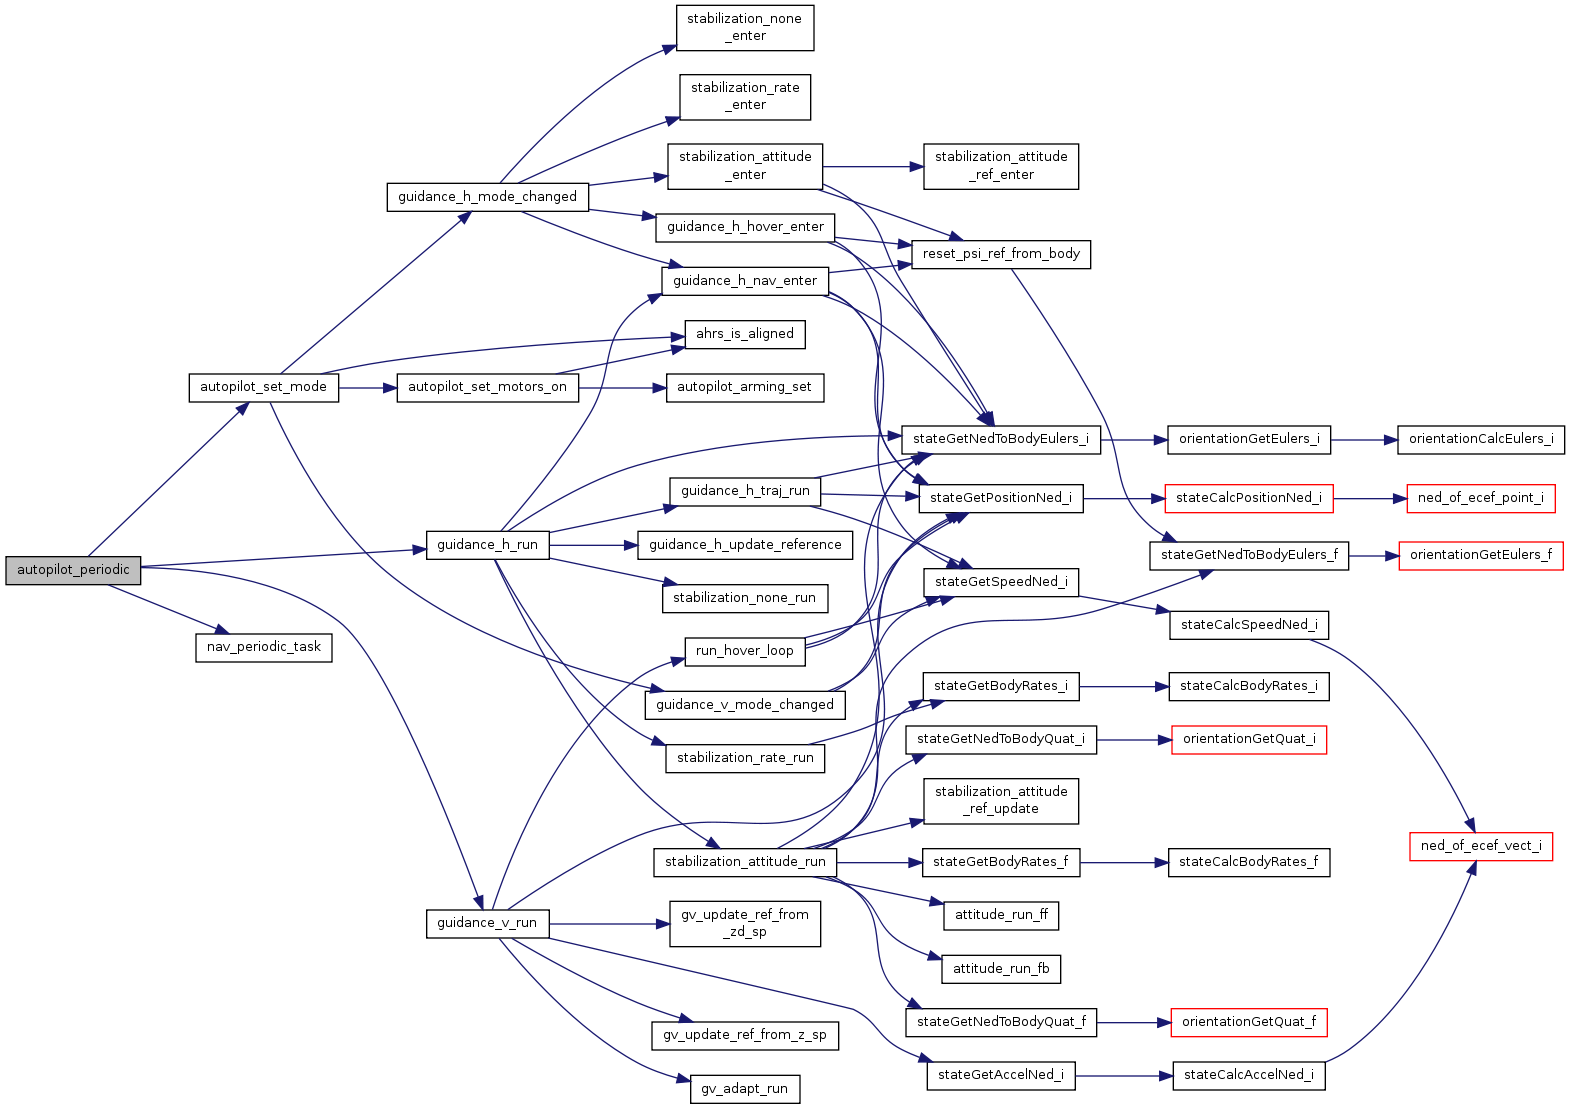 stabilization_none
_enter
stabilization_rate
_enter
stabilization_attitude
_enter
stabilization_attitude
_ref_enter
guidance_h_mode_changed
guidance_h_hover_enter
reset_psi_ref_from_body
guidance_h_nav_enter
ahrs_is_aligned
autopilot_set_mode
autopilot_set_motors_on
autopilot_arming_set
stateGetNedToBodyEulers_i
orientationGetEulers_i
orientationCalcEulers_i
guidance_h_traj_run
stateGetPositionNed_i
stateCalcPositionNed_i
ned_of_ecef_point_i
guidance_h_run
guidance_h_update_reference
stateGetNedToBodyEulers_f
orientationGetEulers_f
autopilot_periodic
stateGetSpeedNed_i
stabilization_none_run
stateCalcSpeedNed_i
nav_periodic_task
run_hover_loop
stateGetBodyRates_i
stateCalcBodyRates_i
guidance_v_mode_changed
stateGetNedToBodyQuat_i
orientationGetQuat_i
stabilization_rate_run
stabilization_attitude
_ref_update
ned_of_ecef_vect_i
stabilization_attitude_run
stateGetBodyRates_f
stateCalcBodyRates_f
attitude_run_ff
guidance_v_run
gv_update_ref_from
_zd_sp
attitude_run_fb
stateGetNedToBodyQuat_f
orientationGetQuat_f
gv_update_ref_from_z_sp
stateGetAccelNed_i
stateCalcAccelNed_i
gv_adapt_run